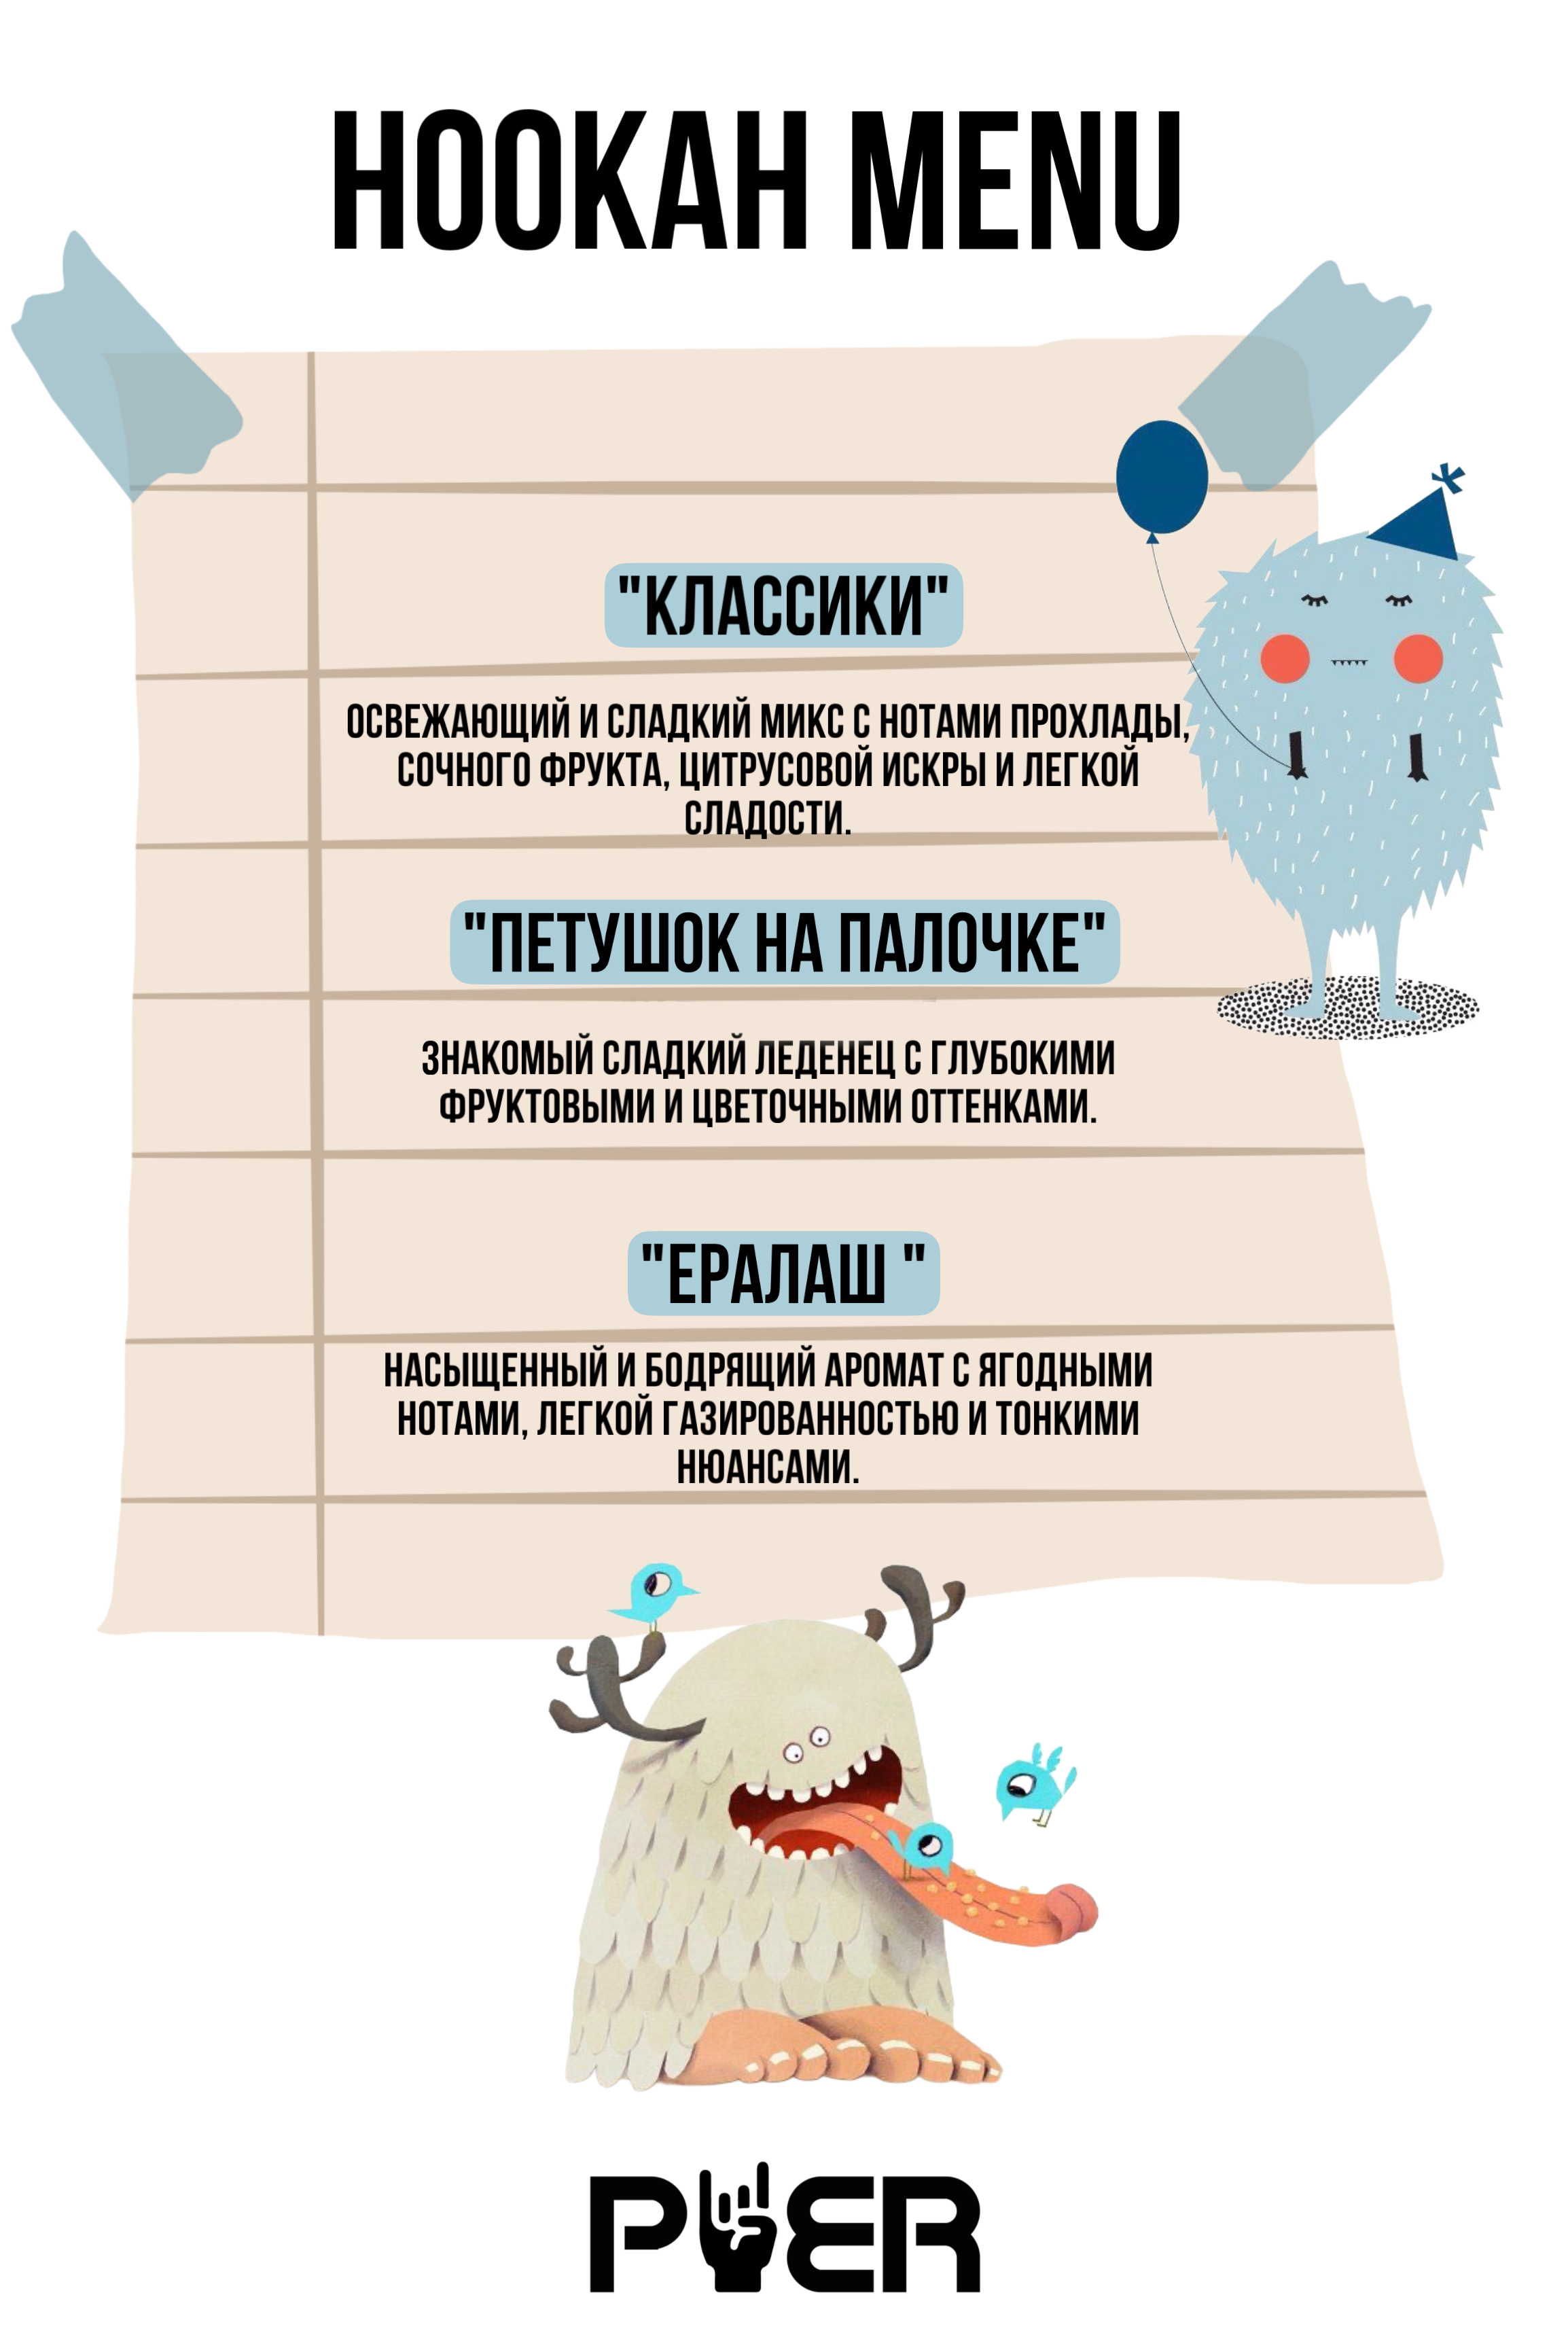 HOOKAH MENU
"КЛАССИКИ"
ОСВЕЖАЮЩИЙ И СЛАДКИЙ МИКС С НОТАМИ ПРОХЛАДЫ,
СОЧНОГО ФРУКТА, ЦИТРУСОВОЙ ИСКРЫ И ЛЕГКОЙ
СЛАДОСТИ.
"ПЕТУШОК НА ПАЛОЧКЕ"
ЗНАКОМЫЙ СЛАДКИЙ ЛЕДЕНЕЦ С ГЛУБОКИМИ
ФРУКТОВЫМИ И ЦВЕТОЧНЫМИ ОТТЕНКАМИ.
"ЕРАЛАШ "
НАСЫЩЕННЫЙ И БОДРЯЩИЙ АРОМАТ С ЯГОДНЫМИ
НОТАМИ, ЛЕГКОЙ ГАЗИРОВАННОСТЬЮ И ТОНКИМИ
НЮАНСАМИ.
PUER